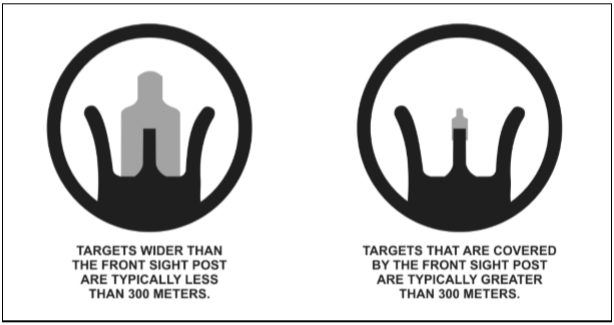 TARGETS WIDER THAN
THE FRONT SIGHT POST
ARE TYPICALLY LESS
THAN 300 METERS.
TARGETS THAT ARE COVERED
BY THE FRONT SIGHT POST
ARE TYPICALLY GREATER
THAN 300 METERS.